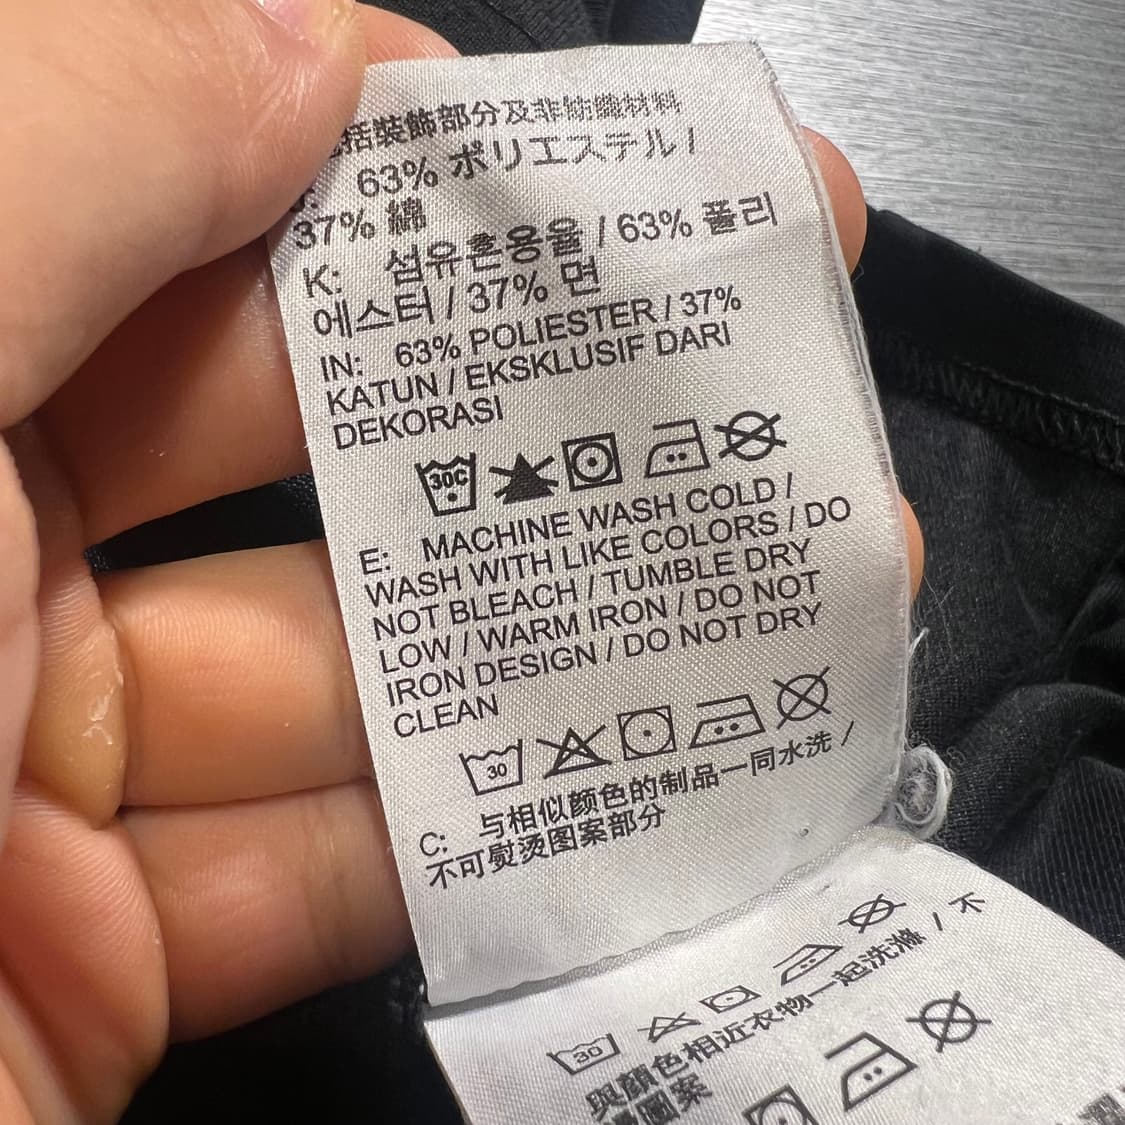 括裝飾部分及非紡織材料
63% ポリエステル /
37% 綿
K: 섬유혼용율 / 63% 폴리
에스터 / 37% 면
IN: 63% POLIESTER / 37%
KATUN / EKSKLUSIF DARI
DEKORASI
30C
E: MACHINE WASH COLD /
WASH WITH LIKE COLORS / DO
NOT BLEACH / TUMBLE DRY
LOW / WARM IRON / DO NOT
IRON DESIGN / DO NOT DRY
CLEAN
30
C: 与相似颜色的制品一同水洗 /
不可熨烫图案部分
30
與顏色相近衣物一起洗滌 / 不
圖案